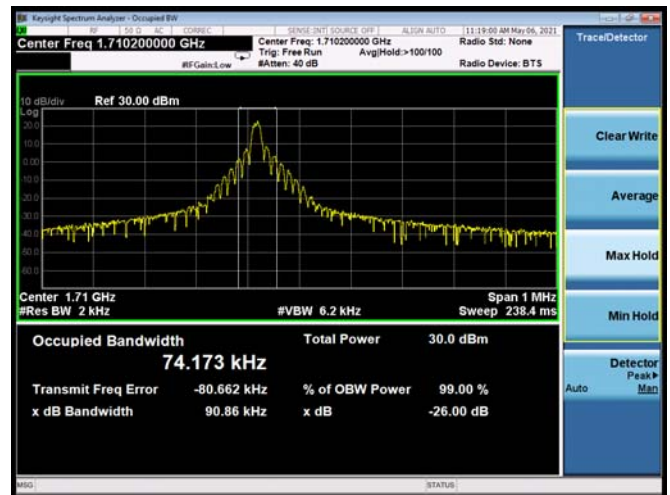 Keysight Spectrum Analyzer - Occupied BW
RF 50 Ω AC CORREC SENSE:INT SOURCE OFF ALIGN AUTO 11:19:00 AM May 06, 2021
Center Freq 1.710200000 GHz
Center Freq: 1.710200000 GHz
Radio Std: None
Trig: Free Run Avg|Hold:>100/100
#IFGain:Low #Atten: 40 dB Radio Device: BTS
Trace/Detector
10 dB/div Ref 30.00 dBm
Log
20.0
10.0
0.00
10.0
20.0
30.0
40.0
50.0
60.0
Center 1.71 GHz Span 1 MHz
#Res BW 2 kHz #VBW 6.2 kHz Sweep 238.4 ms
Occupied Bandwidth Total Power 30.0 dBm
74.173 kHz
Transmit Freq Error -80.662 kHz % of OBW Power 99.00 %
x dB Bandwidth 90.86 kHz x dB -26.00 dB
Clear Write
Average
Max Hold
Min Hold
Detector
Peak▶
Auto Man
MSG STATUS